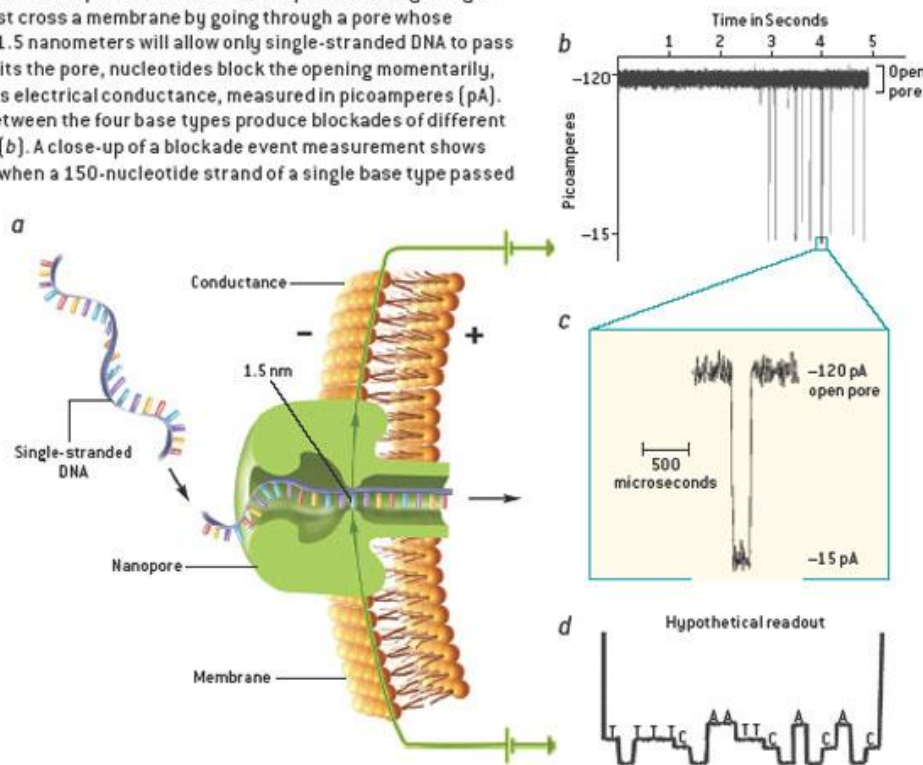 st cross a membrane by going through a pore whose
1.5 nanometers will allow only single-stranded DNA to pass
its the pore, nucleotides block the opening momentarily,
s electrical conductance, measured in picoamperes (pA).
etween the four base types produce blockades of different
(b). A close-up of a blockade event measurement shows
when a 150-nucleotide strand of a single base type passed
a
Conductance
-
+
1.5 nm
Single-stranded
DNA
Nanopore
Membrane
b
Time in Seconds
1 2 3 4 5
-120
Open
pore
Picoamperes
-15
c
-120 pA
open pore
500
microseconds
-15 pA
d
Hypothetical readout
T T T T C A A T T C A C A C